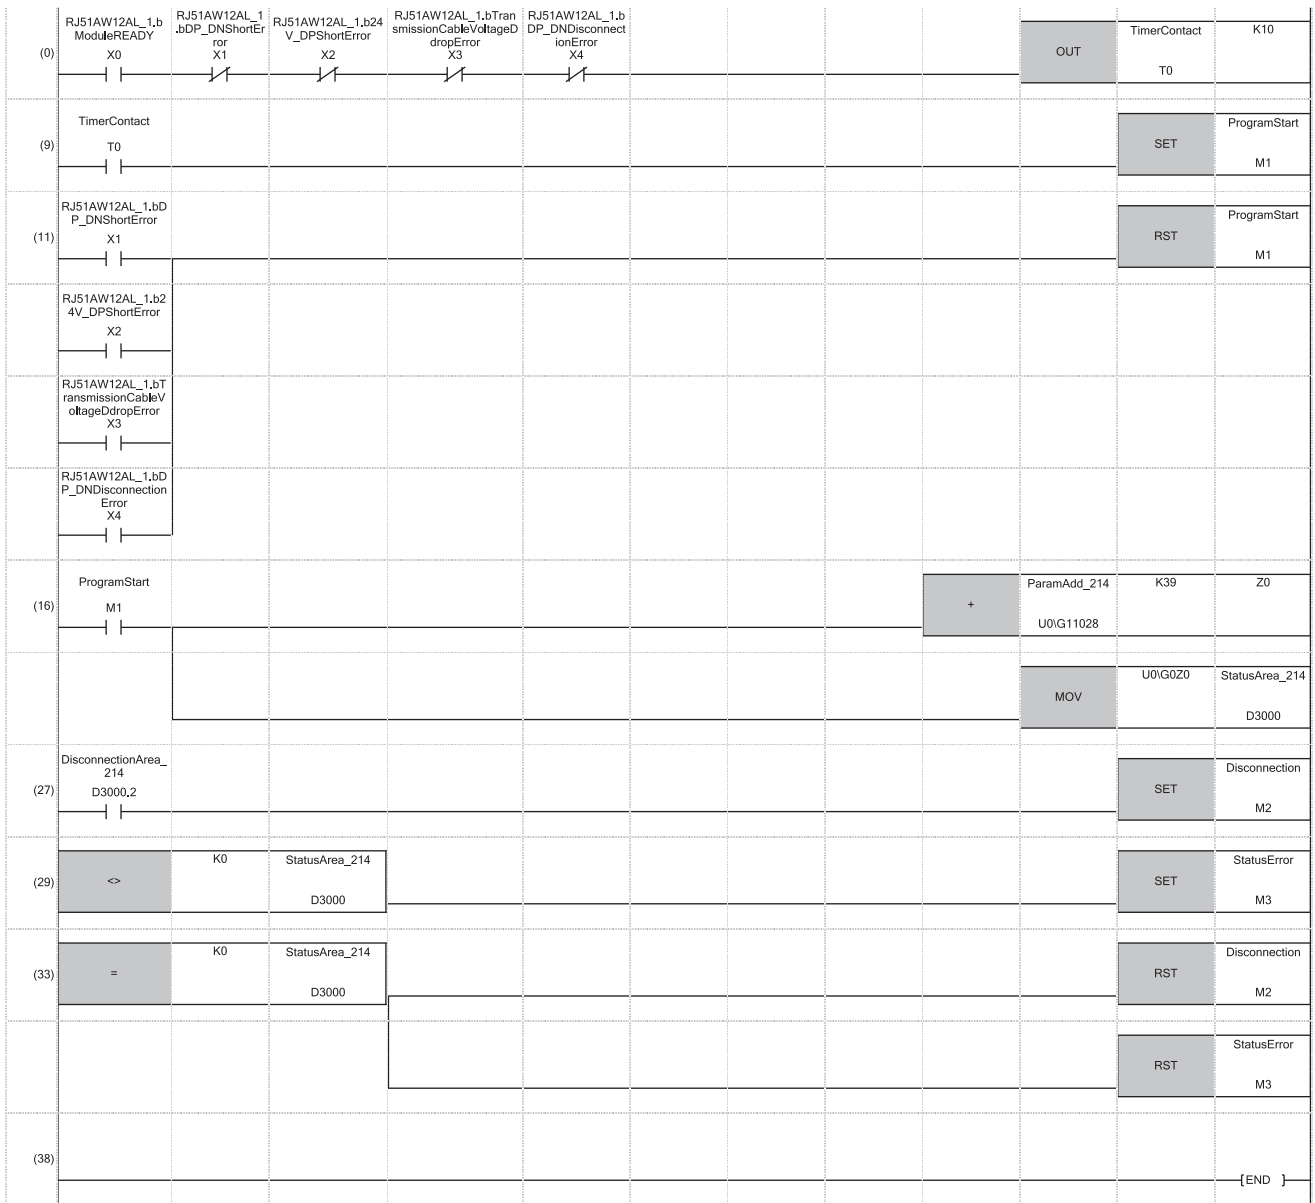 RJ51AW12AL_1.b
ModuleREADY
X0
RJ51AW12AL_1
.bDP_DNShortEr
ror
X1
RJ51AW12AL_1.b24
V_DPShortError
X2
RJ51AW12AL_1.bTran
smissionCableVoltageD
dropError
X3
RJ51AW12AL_1.b
DP_DNDisconnect
ionError
X4
(0)
OUT
TimerContact
T0
K10
TimerContact
(9)
T0
SET
ProgramStart
M1
RJ51AW12AL_1.bD
P_DNShortError
(11)
X1
RST
ProgramStart
M1
RJ51AW12AL_1.b2
4V_DPShortError
X2
RJ51AW12AL_1.bT
ransmissionCableV
oltageDdropError
X3
RJ51AW12AL_1.bD
P_DNDisconnection
Error
X4
ProgramStart
(16)
M1
+
ParamAdd_214
U0\G11028
K39
Z0
MOV
U0\G0Z0
StatusArea_214
D3000
DisconnectionArea_
214
(27)
D3000.2
SET
Disconnection
M2
(29)
<>
K0
StatusArea_214
D3000
SET
StatusError
M3
(33)
=
K0
StatusArea_214
D3000
RST
Disconnection
M2
RST
StatusError
M3
(38)
[END ]